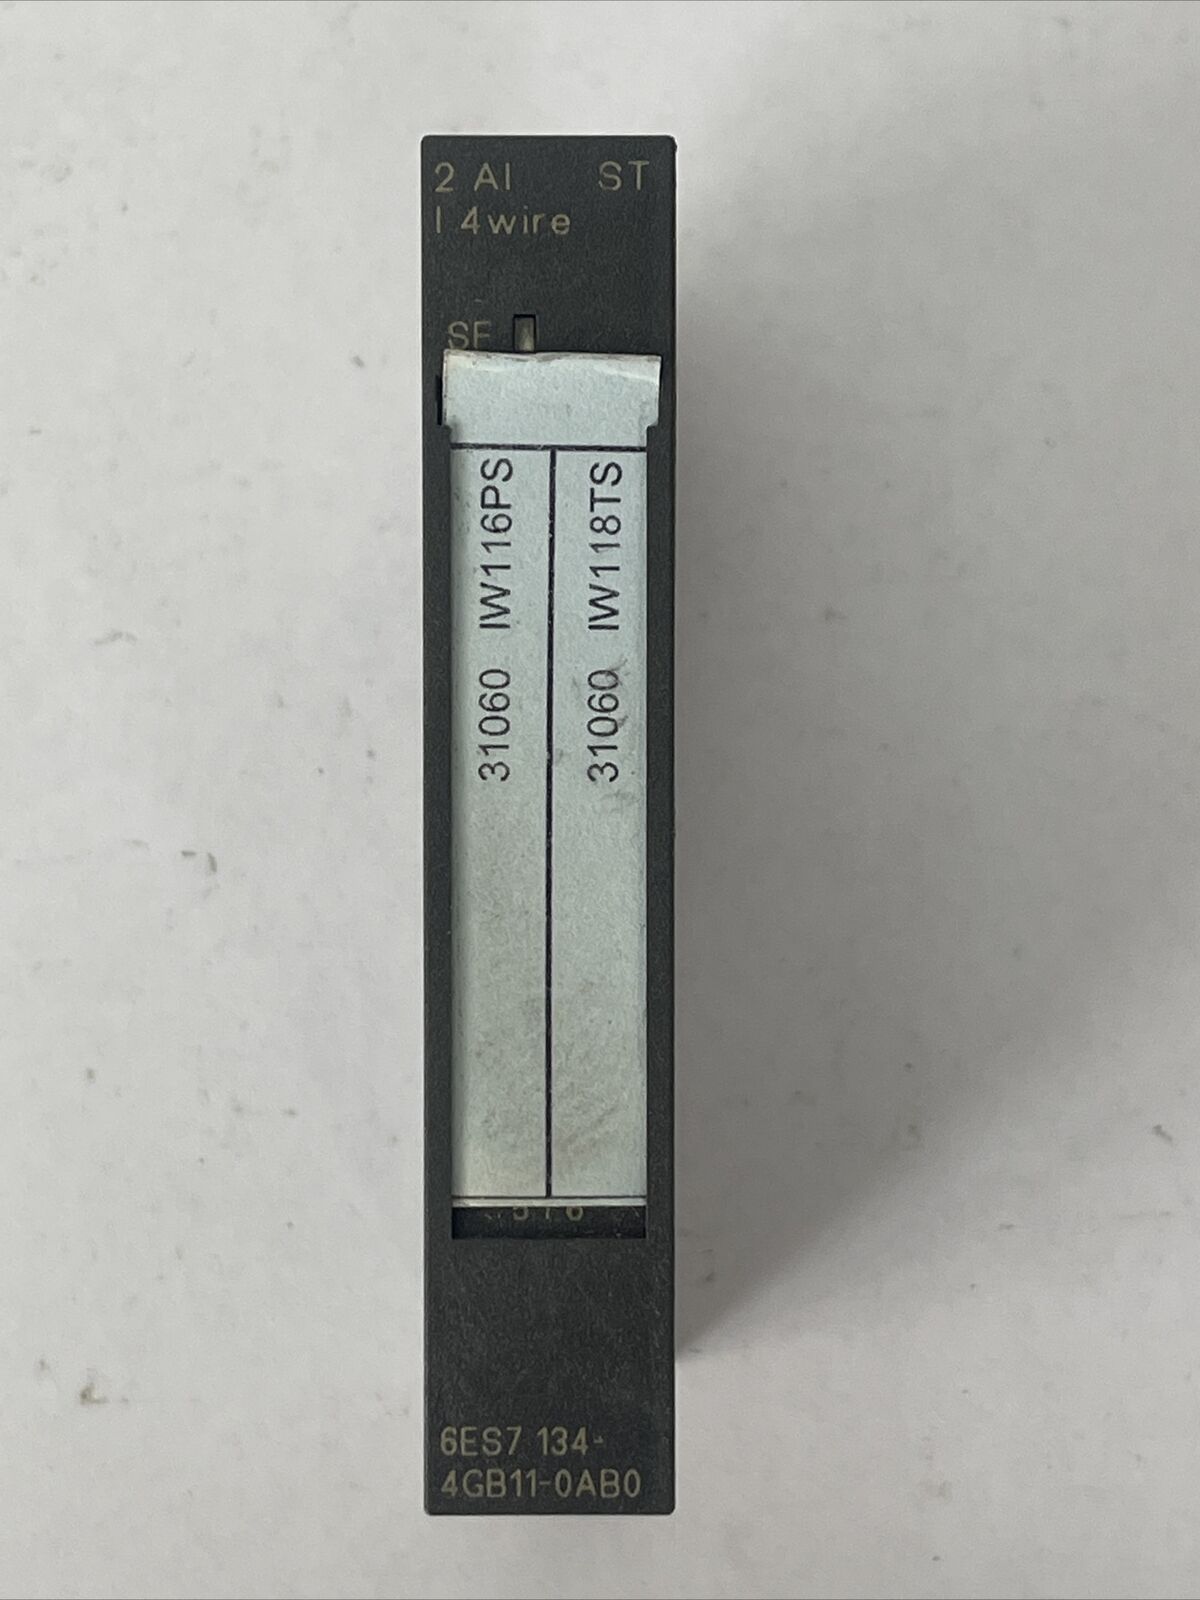 2 AI ST
I 4wire
SF
31060 IW116PS
31060 IW118TS
6ES7 134-
4GB11-0AB0